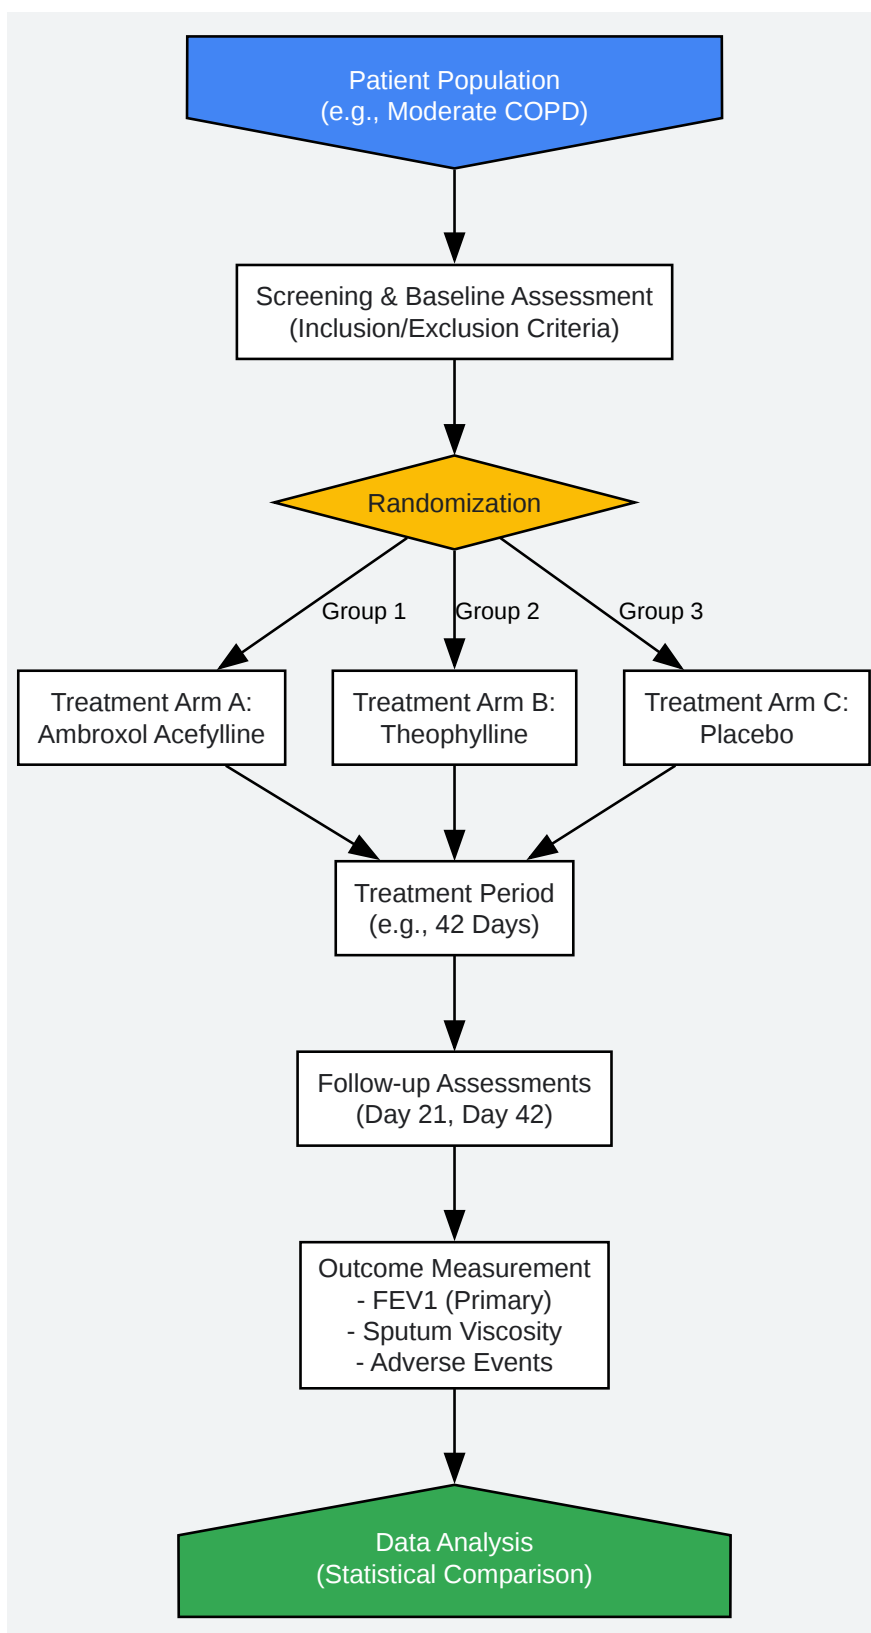 Patient Population
(e.g., Moderate COPD)
Screening & Baseline Assessment
(Inclusion/Exclusion Criteria)
Randomization
Group 1
Group 2
Group 3
Treatment Arm A:
Ambroxol Acefylline
Treatment Arm B:
Theophylline
Treatment Arm C:
Placebo
Treatment Period
(e.g., 42 Days)
Follow-up Assessments
(Day 21, Day 42)
Outcome Measurement
- FEV1 (Primary)
- Sputum Viscosity
- Adverse Events
Data Analysis
(Statistical Comparison)